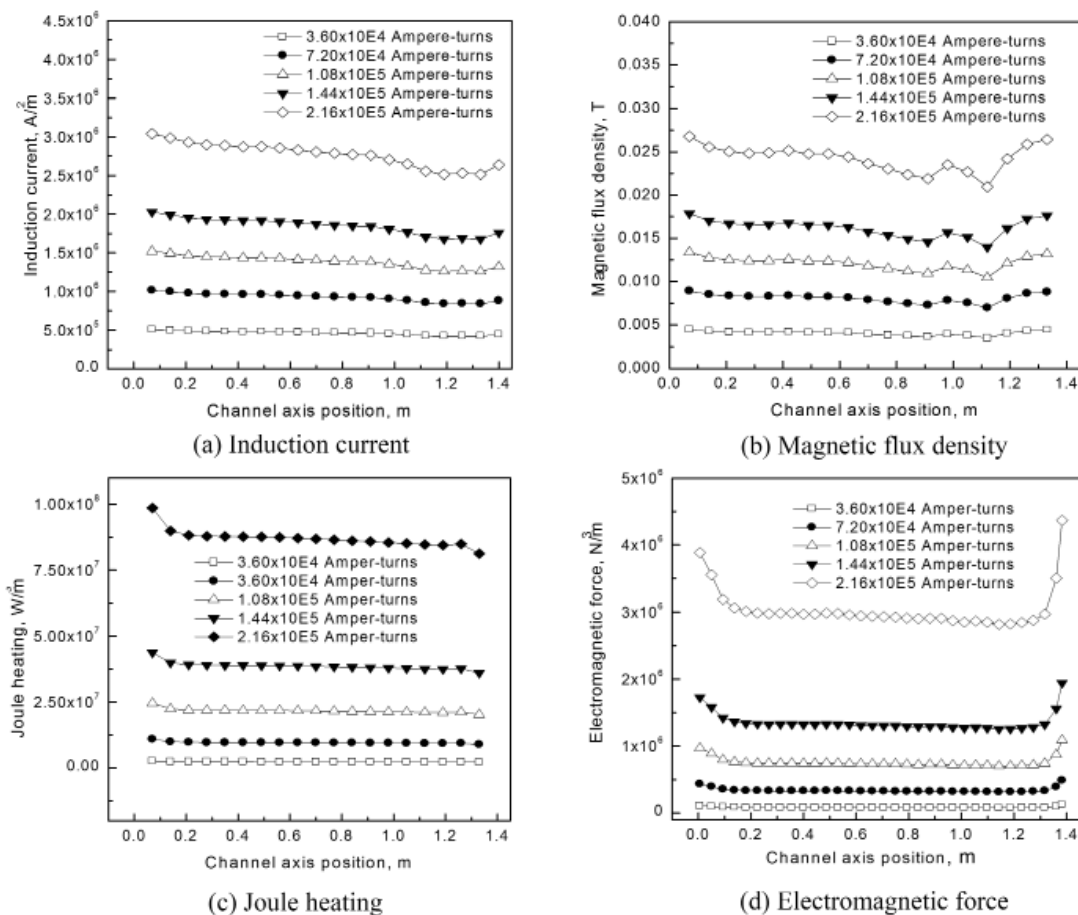 4.5x10⁶
4.0x10⁶
3.5x10⁶
3.0x10⁶
2.5x10⁶
2.0x10⁶
1.5x10⁶
1.0x10⁶
5.0x10⁵
0.0
Induction current, A/m²
3.60x10E4 Ampere-turns
7.20x10E4 Ampere-turns
1.08x10E5 Ampere-turns
1.44x10E5 Ampere-turns
2.16x10E5 Ampere-turns
0.0 0.2 0.4 0.6 0.8 1.0 1.2 1.4
Channel axis position, m
(a) Induction current
0.040
0.035
0.030
0.025
0.020
0.015
0.010
0.005
0.000
Magnetic flux density, T
3.60x10E4 Ampere-turns
7.20x10E4 Ampere-turns
1.08x10E5 Ampere-turns
1.44x10E5 Ampere-turns
2.16x10E5 Ampere-turns
0.0 0.2 0.4 0.6 0.8 1.0 1.2 1.4
Channel axis position, m
(b) Magnetic flux density
1.00x10⁸
7.50x10⁷
5.00x10⁷
2.50x10⁷
0.00
Joule heating, W/m³
3.60x10E4 Amper-turns
3.60x10E4 Amper-turns
1.08x10E5 Amper-turns
1.44x10E5 Amper-turns
2.16x10E5 Amper-turns
0.0 0.2 0.4 0.6 0.8 1.0 1.2 1.4
Channel axis position, m
(c) Joule heating
5x10⁶
4x10⁶
3x10⁶
2x10⁶
1x10⁶
0
Electromagnetic force, N/m³
3.60x10E4 Amper-turns
7.20x10E4 Amper-turns
1.08x10E5 Amper-turns
1.44x10E5 Amper-turns
2.16x10E5 Amper-turns
0.0 0.2 0.4 0.6 0.8 1.0 1.2 1.4
Channel axis position, m
(d) Electromagnetic force